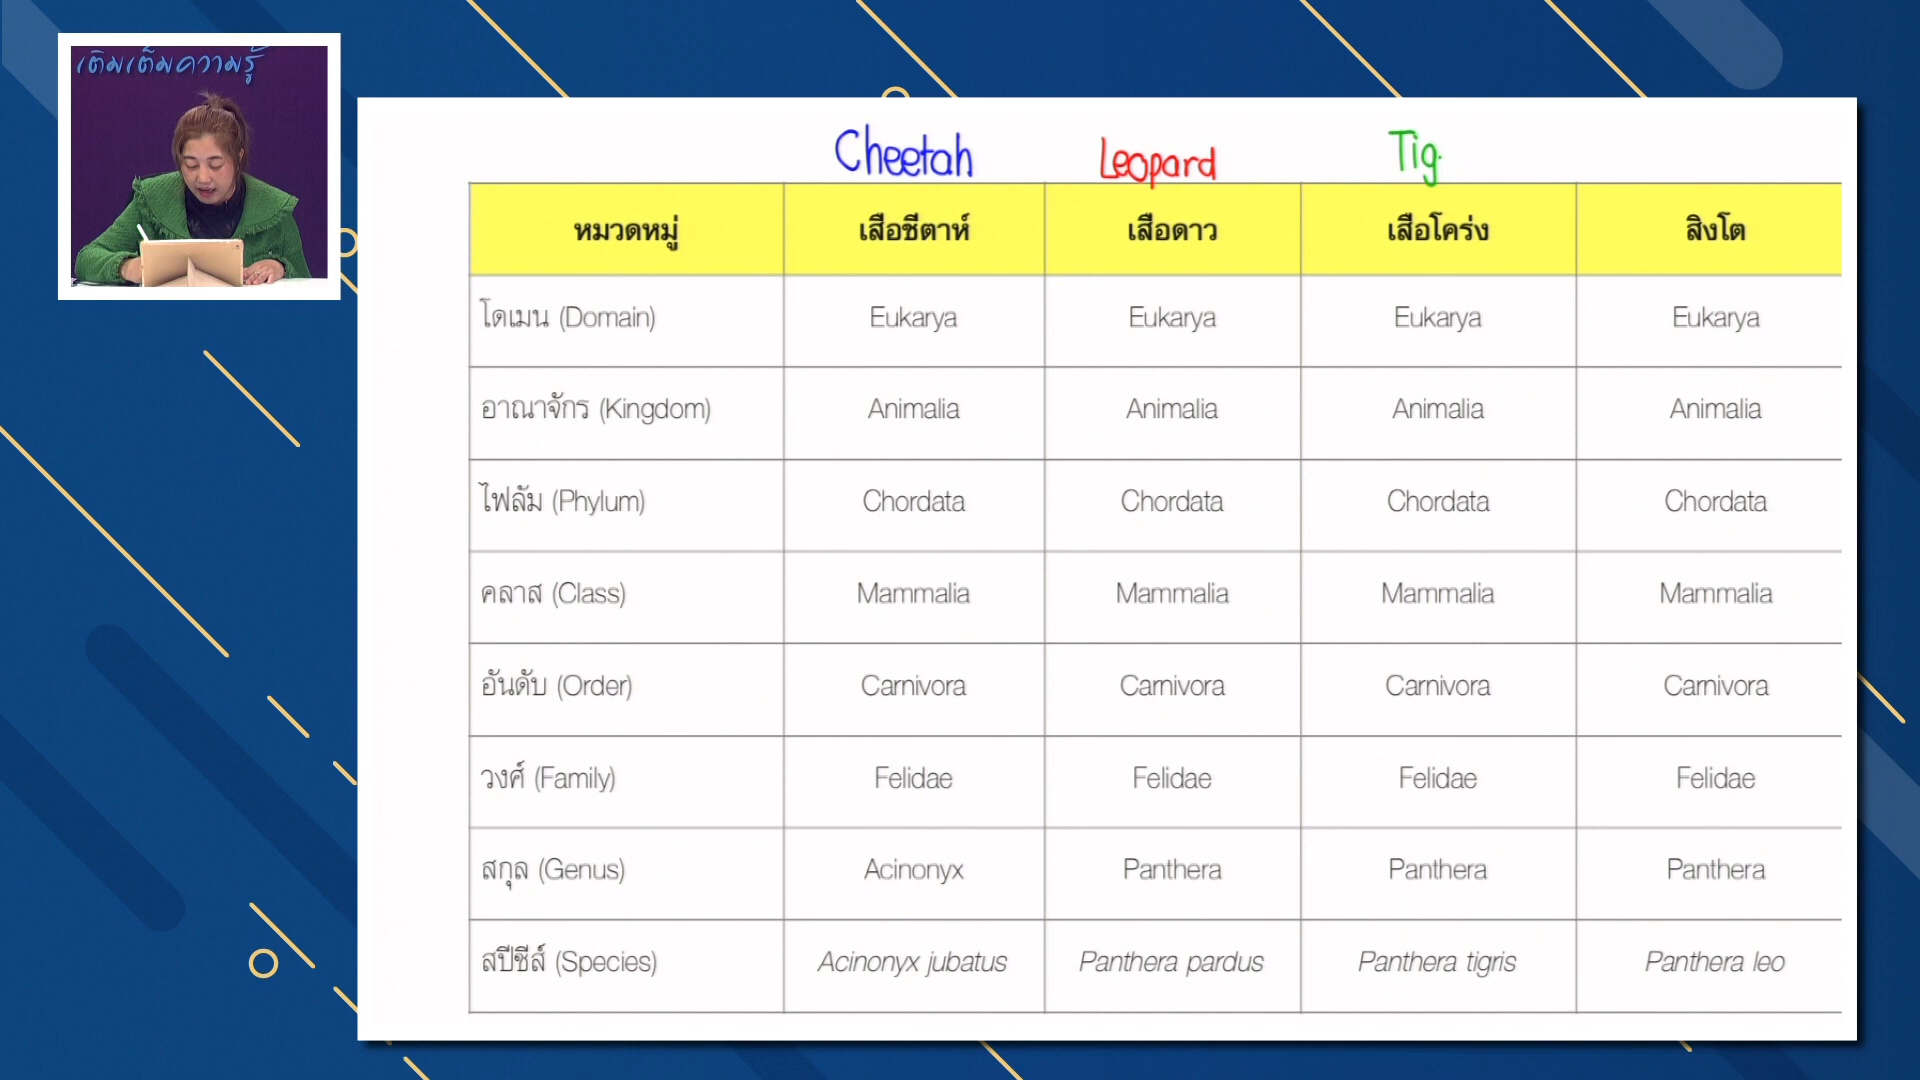 เติมเต็มความรู้
Cheetah Leopard Tig
หมวดหมู่ เสือชีตาห์ เสือดาว เสือโคร่ง สิงโต
โดเมน (Domain) Eukarya Eukarya Eukarya Eukarya
อาณาจักร (Kingdom) Animalia Animalia Animalia Animalia
ไฟลัม (Phylum) Chordata Chordata Chordata Chordata
คลาส (Class) Mammalia Mammalia Mammalia Mammalia
อันดับ (Order) Carnivora Carnivora Carnivora Carnivora
วงศ์ (Family) Felidae Felidae Felidae Felidae
สกุล (Genus) Acinonyx Panthera Panthera Panthera
สปีชีส์ (Species) Acinonyx jubatus Panthera pardus Panthera tigris Panthera leo